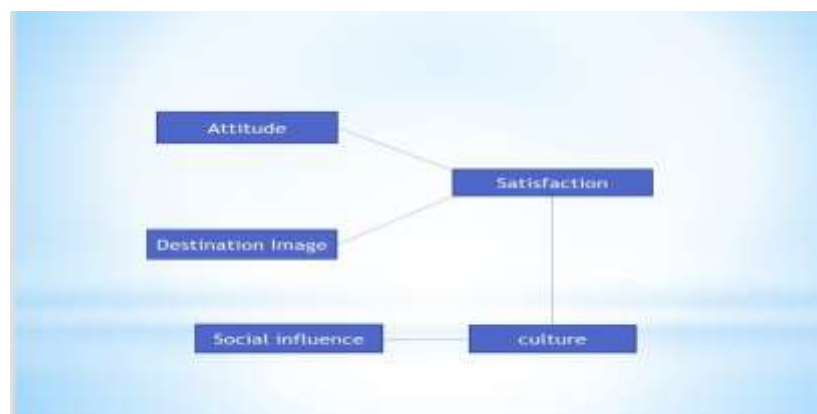 Attitude
Satisfaction
Destination Image
Social influence
culture